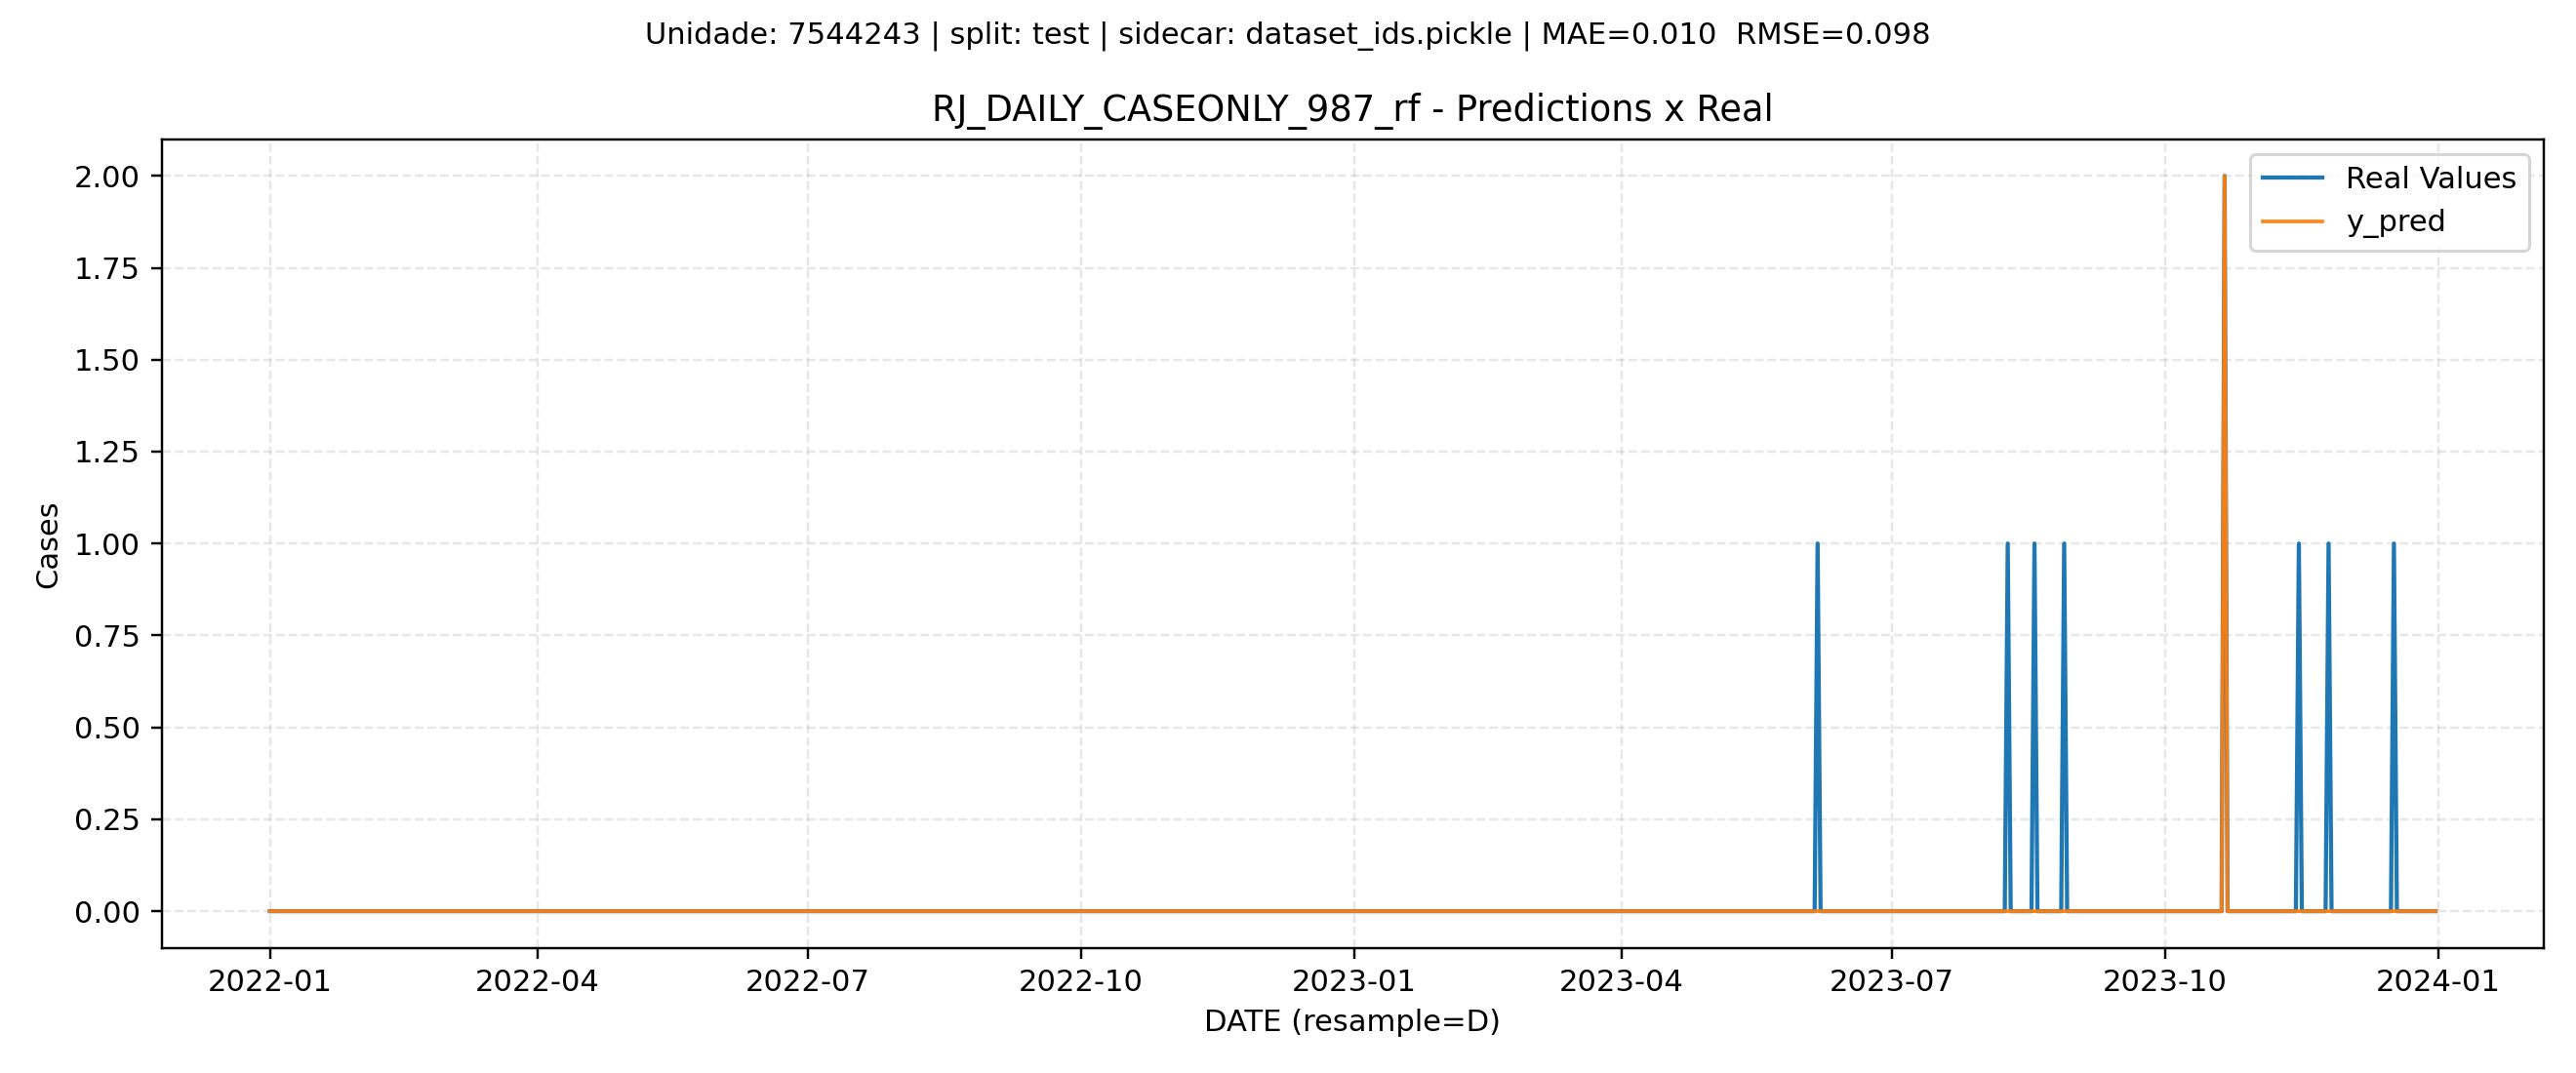 Unidade: 7544243 | split: test | sidecar: dataset_ids.pickle | MAE=0.010  RMSE=0.098
RJ_DAILY_CASEONLY_987_rf - Predictions x Real
Real Values
y_pred
Cases
2.00
1.75
1.50
1.25
1.00
0.75
0.50
0.25
0.00
2022-01 2022-04 2022-07 2022-10 2023-01 2023-04 2023-07 2023-10 2024-01
DATE (resample=D)